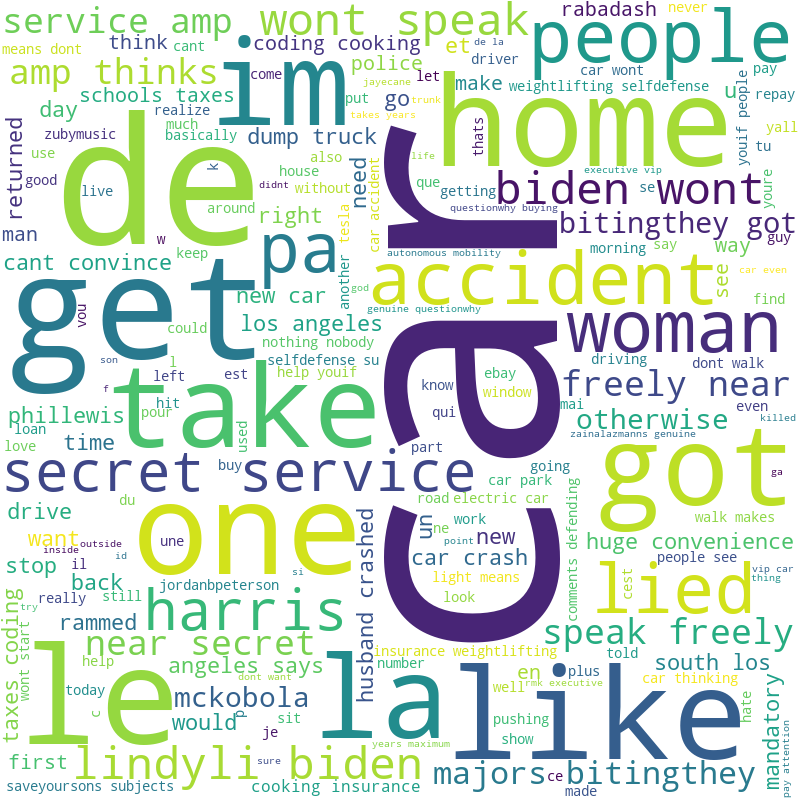 service amp
wont speak
rabadash
never
means dont
think
cant
coding cooking
et
de la
driver
people
amp thinks
im
come
police
let
jayecane
car wont
pay
schools taxes
realize
put
go
make
weightlifting selfdefense
u
repay
day
much
takes years
trunk
youif people
yall
zubymusic
basically
dump truck
home
thats
tu
returned
use
k
house
also
need
car accident
life
executive vip
de
good
live
didnt
without
que
getting
se
youre
biden wont
around
right
tesla
questionwhy buying
man
w
pa
another
car
autonomous mobility
bitingthey got
guy
keep
morning
say
way
cant convince
new car
god
accident
see
car even
get
vou
could
los angeles
genuine questionwhy
find
l
nothing nobody
woman
son
left
est
selfdefense su
driving
dont walk
f
hit
help youif
know
ebay
window
freely near
even
phillewis
pour
take
qui
mai
otherwise
killed
loan
time
used
love
buy
part
zainalazmanns genuine
secret service
going
got
ga
one
car park
road
electric car
comments defending
walk makes
drive
du
une
husband crashed
un
ne
work
new
huge convenience
want
outside
point
car crash
people see
vip car
stop
il
inside
id
back
si
light means
cest
lied
thing
taxes coding
really
jordanbpeterson
still
look
try
rammed
harris
speak freely
wont start
near secret
insurance weightlifting
told
le
help
angeles says
number
en
plus
south los
la
dont want
well
rmk executive
car thinking
today
mckobola
like
mandatory
c
p
sit
pushing
hate
would
je
show
first
years maximum
lindyli biden
sure
majors
ce
bitingthey
pay attention
saveyoursons subjects
cooking insurance
made